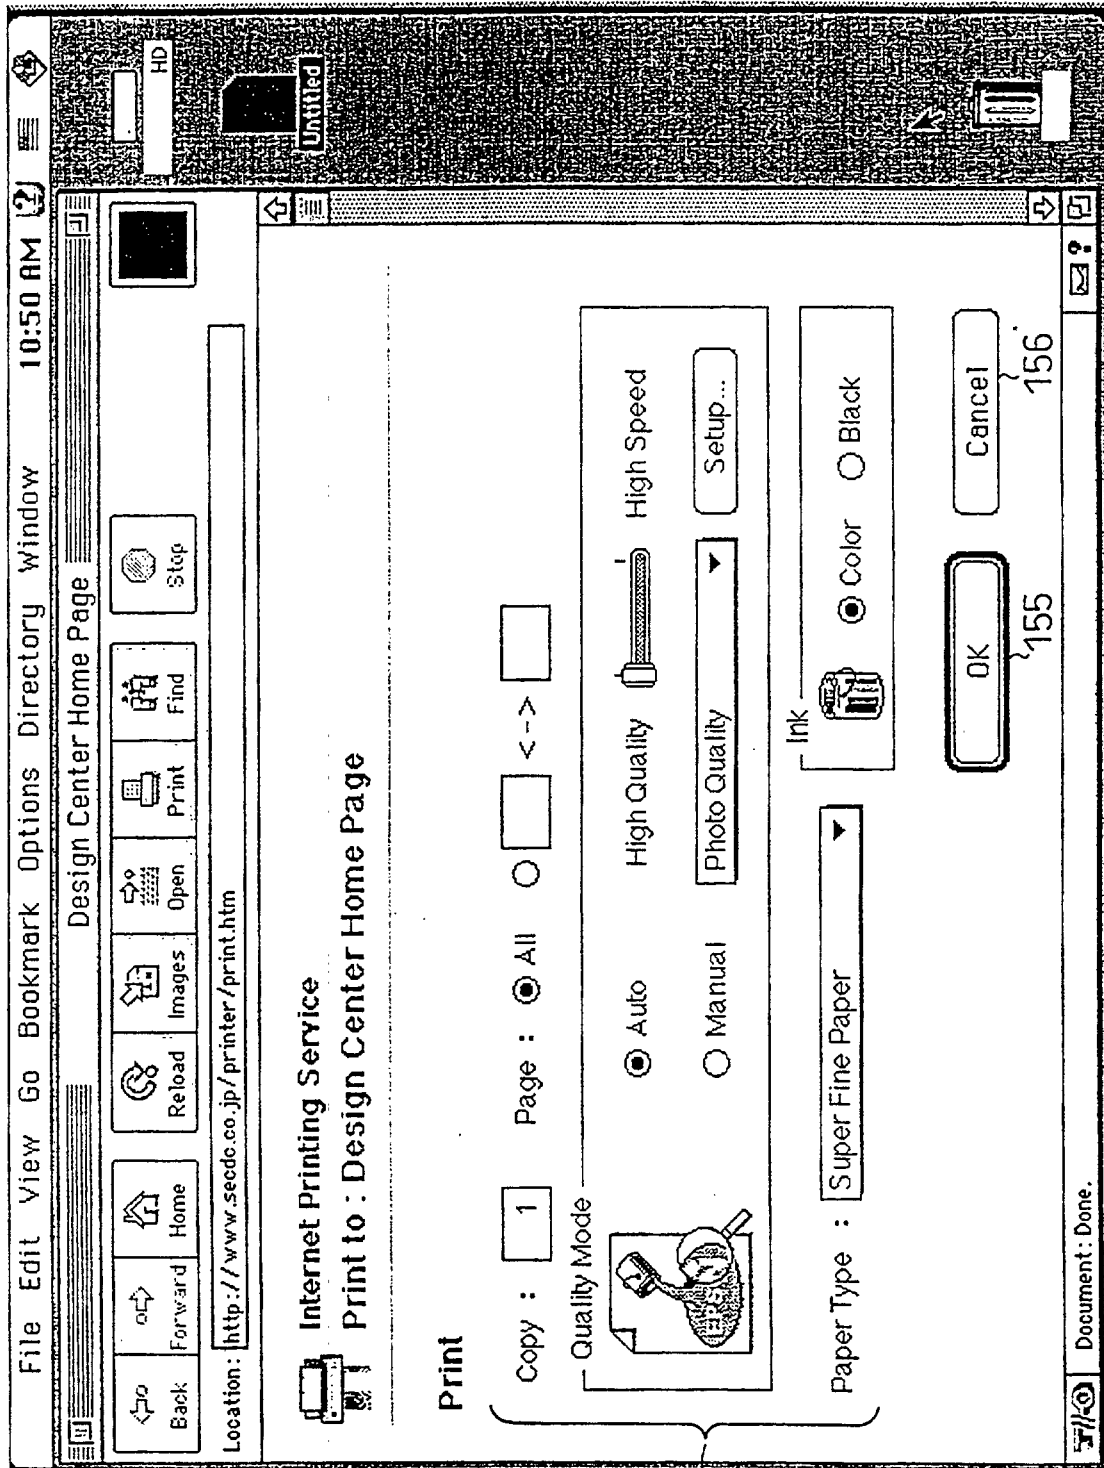 File Edit View Go Bookmark Options Directory Window 10:50 AM
Design Center Home Page
HD
Back Forward Home Reload Images Open Print Find Stop
Location: http://www.secdc.co.jp/printer/print.htm
Untitled
Internet Printing Service
Print to : Design Center Home Page
Print
Copy : 1 Page : All <->
Quality Mode
Auto High Quality High Speed
Manual Photo Quality Setup...
EPS
Paper Type : Super Fine Paper
Ink
Color Black
OK Cancel
155 156
Document: Done.
?